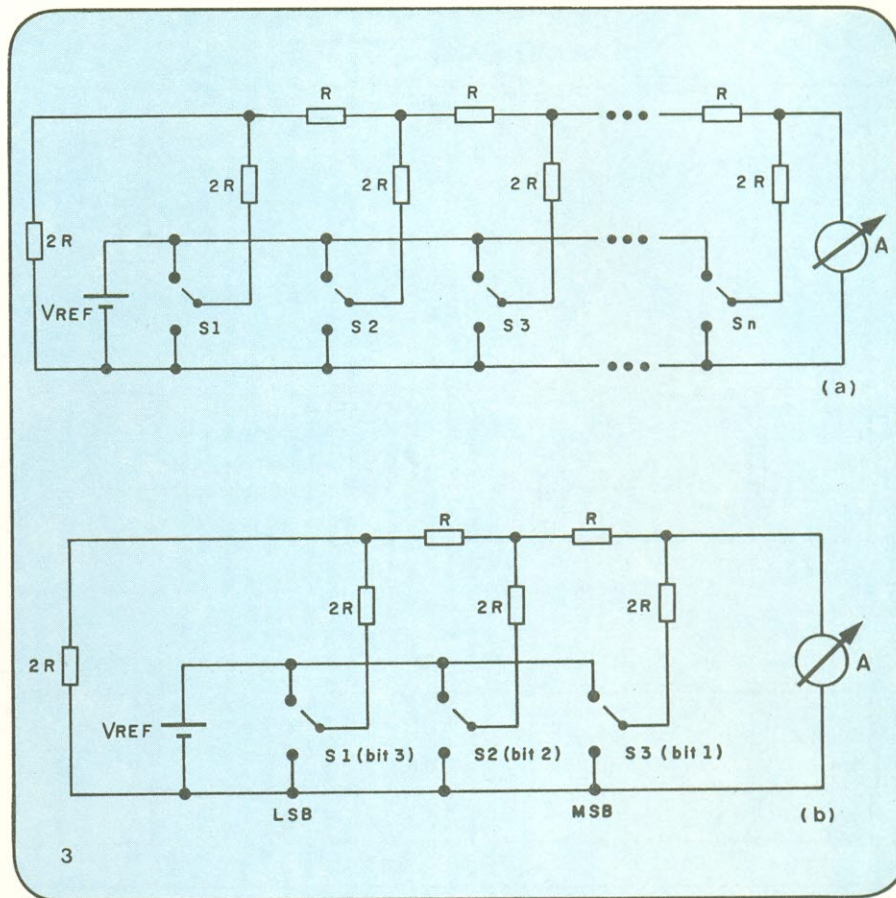 R R R
2R 2R 2R 2R
2R
A
VREF
S1 S2 S3 Sn
(a)
R R
2R 2R 2R
2R
A
VREF
S1 (bit 3) S2 (bit 2) S3 (bit 1)
LSB MSB (b)
3